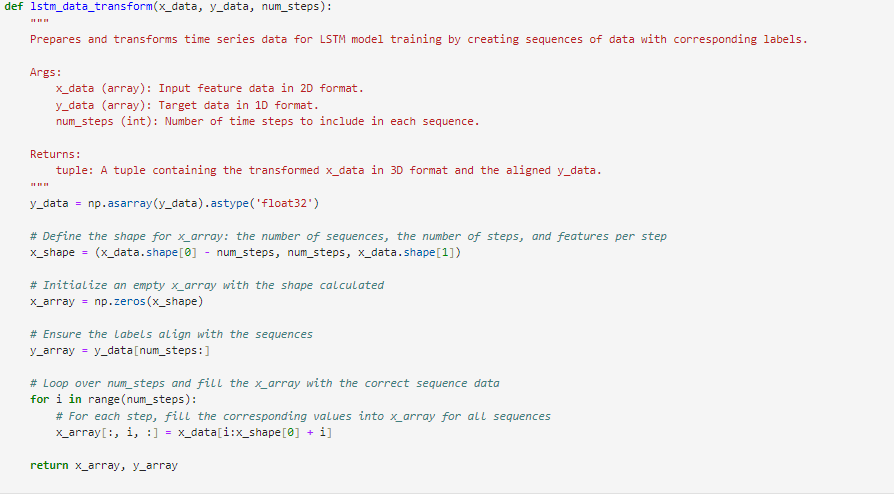 def lstm_data_transform(x_data, y_data, num_steps):
    """
    Prepares and transforms time series data for LSTM model training by creating sequences of data with corresponding labels.

    Args:
        x_data (array): Input feature data in 2D format.
        y_data (array): Target data in 1D format.
        num_steps (int): Number of time steps to include in each sequence.

    Returns:
        tuple: A tuple containing the transformed x_data in 3D format and the aligned y_data.
    """
    y_data = np.asarray(y_data).astype('float32')

    # Define the shape for x_array: the number of sequences, the number of steps, and features per step
    x_shape = (x_data.shape[0] - num_steps, num_steps, x_data.shape[1])

    # Initialize an empty x_array with the shape calculated
    x_array = np.zeros(x_shape)

    # Ensure the labels align with the sequences
    y_array = y_data[num_steps:]

    # Loop over num_steps and fill the x_array with the correct sequence data
    for i in range(num_steps):
        # For each step, fill the corresponding values into x_array for all sequences
        x_array[:, i, :] = x_data[i:x_shape[0] + i]

    return x_array, y_array